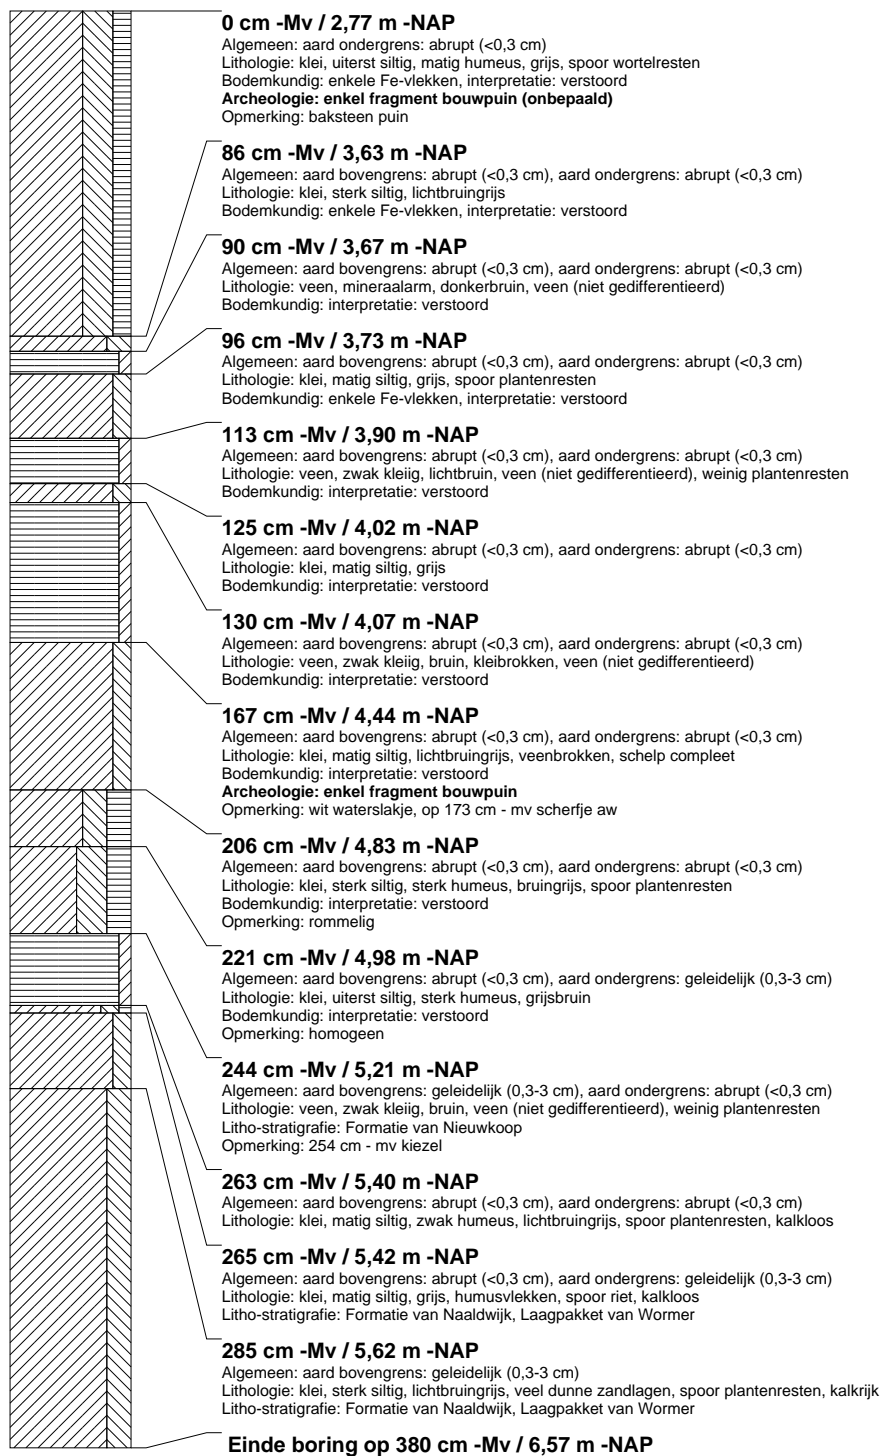 0 cm -Mv / 2,77 m -NAP
Algemeen: aard ondergrens: abrupt (<0,3 cm)
Lithologie: klei, uiterst siltig, matig humeus, grijs, spoor wortelresten
Bodemkundig: enkele Fe-vlekken, interpretatie: verstoord
Archeologie: enkel fragment bouwpuin (onbepaald)
Opmerking: baksteen puin
86 cm -Mv / 3,63 m -NAP
Algemeen: aard bovengrens: abrupt (<0,3 cm), aard ondergrens: abrupt (<0,3 cm)
Lithologie: klei, sterk siltig, lichtbruingrijs
Bodemkundig: enkele Fe-vlekken, interpretatie: verstoord
90 cm -Mv / 3,67 m -NAP
Algemeen: aard bovengrens: abrupt (<0,3 cm), aard ondergrens: abrupt (<0,3 cm)
Lithologie: veen, mineraalarm, donkerbruin, veen (niet gedifferentieerd)
Bodemkundig: interpretatie: verstoord
96 cm -Mv / 3,73 m -NAP
Algemeen: aard bovengrens: abrupt (<0,3 cm), aard ondergrens: abrupt (<0,3 cm)
Lithologie: klei, matig siltig, grijs, spoor plantenresten
Bodemkundig: enkele Fe-vlekken, interpretatie: verstoord
113 cm -Mv / 3,90 m -NAP
Algemeen: aard bovengrens: abrupt (<0,3 cm), aard ondergrens: abrupt (<0,3 cm)
Lithologie: veen, zwak kleiig, lichtbruin, veen (niet gedifferentieerd), weinig plantenresten
Bodemkundig: interpretatie: verstoord
125 cm -Mv / 4,02 m -NAP
Algemeen: aard bovengrens: abrupt (<0,3 cm), aard ondergrens: abrupt (<0,3 cm)
Lithologie: klei, matig siltig, grijs
Bodemkundig: interpretatie: verstoord
130 cm -Mv / 4,07 m -NAP
Algemeen: aard bovengrens: abrupt (<0,3 cm), aard ondergrens: abrupt (<0,3 cm)
Lithologie: veen, zwak kleiig, bruin, kleibrokken, veen (niet gedifferentieerd)
Bodemkundig: interpretatie: verstoord
167 cm -Mv / 4,44 m -NAP
Algemeen: aard bovengrens: abrupt (<0,3 cm), aard ondergrens: abrupt (<0,3 cm)
Lithologie: klei, matig siltig, lichtbruingrijs, veenbrokken, schelp compleet
Bodemkundig: interpretatie: verstoord
Archeologie: enkel fragment bouwpuin
Opmerking: wit waterslakje, op 173 cm - mv scherfje aw
206 cm -Mv / 4,83 m -NAP
Algemeen: aard bovengrens: abrupt (<0,3 cm), aard ondergrens: abrupt (<0,3 cm)
Lithologie: klei, sterk siltig, sterk humeus, bruingrijs, spoor plantenresten
Bodemkundig: interpretatie: verstoord
Opmerking: rommelig
221 cm -Mv / 4,98 m -NAP
Algemeen: aard bovengrens: abrupt (<0,3 cm), aard ondergrens: geleidelijk (0,3-3 cm)
Lithologie: klei, uiterst siltig, sterk humeus, grijsbruin
Bodemkundig: interpretatie: verstoord
Opmerking: homogeen
244 cm -Mv / 5,21 m -NAP
Algemeen: aard bovengrens: geleidelijk (0,3-3 cm), aard ondergrens: abrupt (<0,3 cm)
Lithologie: veen, zwak kleiig, bruin, veen (niet gedifferentieerd), weinig plantenresten
Litho-stratigrafie: Formatie van Nieuwkoop
Opmerking: 254 cm - mv kiezel
263 cm -Mv / 5,40 m -NAP
Algemeen: aard bovengrens: abrupt (<0,3 cm), aard ondergrens: abrupt (<0,3 cm)
Lithologie: klei, matig siltig, zwak humeus, lichtbruingrijs, spoor plantenresten, kalkloos
265 cm -Mv / 5,42 m -NAP
Algemeen: aard bovengrens: abrupt (<0,3 cm), aard ondergrens: geleidelijk (0,3-3 cm)
Lithologie: klei, matig siltig, grijs, humusvlekken, spoor riet, kalkloos
Litho-stratigrafie: Formatie van Naaldwijk, Laagpakket van Wormer
285 cm -Mv / 5,62 m -NAP
Algemeen: aard bovengrens: geleidelijk (0,3-3 cm)
Lithologie: klei, sterk siltig, lichtbruingrijs, veel dunne zandlagen, spoor plantenresten, kalkrijk
Litho-stratigrafie: Formatie van Naaldwijk, Laagpakket van Wormer
Einde boring op 380 cm -Mv / 6,57 m -NAP